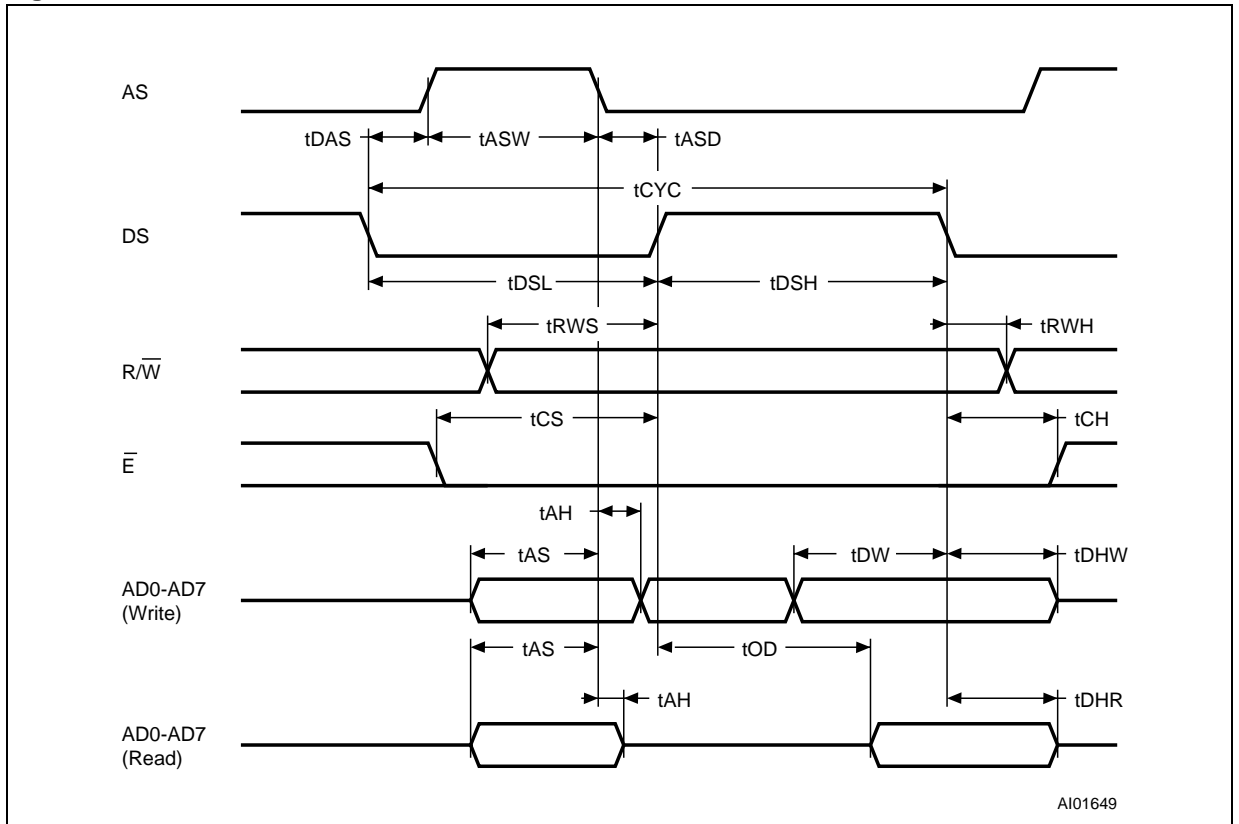 AS
tDAS
tASW
tASD
tCYC
DS
tDSL
tDSH
tRWS
tRWH
R/W̅
tCS
tCH
E̅
tAH
tAS
tDW
tDHW
AD0-AD7
(Write)
tAS
tOD
tAH
tDHR
AD0-AD7
(Read)
AI01649